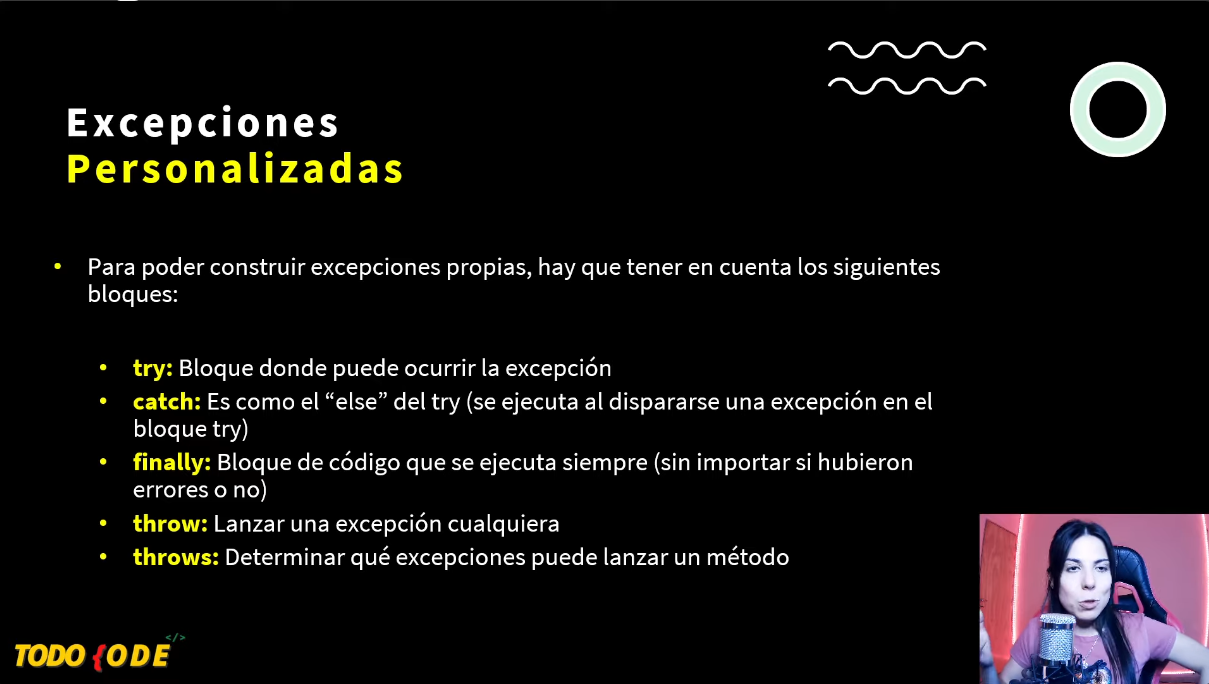 Excepciones
Personalizadas
• Para poder construir excepciones propias, hay que tener en cuenta los siguientes
bloques:
• try: Bloque donde puede ocurrir la excepción
• catch: Es como el “else” del try (se ejecuta al dispararse una excepción en el
bloque try)
• finally: Bloque de código que se ejecuta siempre (sin importar si hubieron
errores o no)
• throw: Lanzar una excepción cualquiera
• throws: Determinar qué excepciones puede lanzar un método
TODO {ODE </>